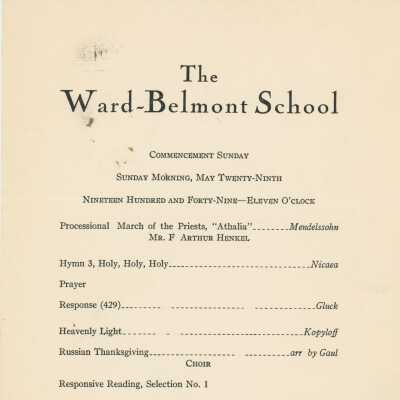 The
Ward-Belmont School
Commencement Sunday
Sunday Morning, May Twenty-Ninth
Nineteen Hundred and Forty-Nine—Eleven O'clock
Processional March of the Priests, "Athalia" Mendelssohn
Mr. F Arthur Henkel
Hymn 3, Holy, Holy, Holy Nicaea
Prayer
Response (429) Gluck
Heavenly Light Kopyloff
Russian Thanksgiving arr by Gaul
Choir
Responsive Reading, Selection No. 1